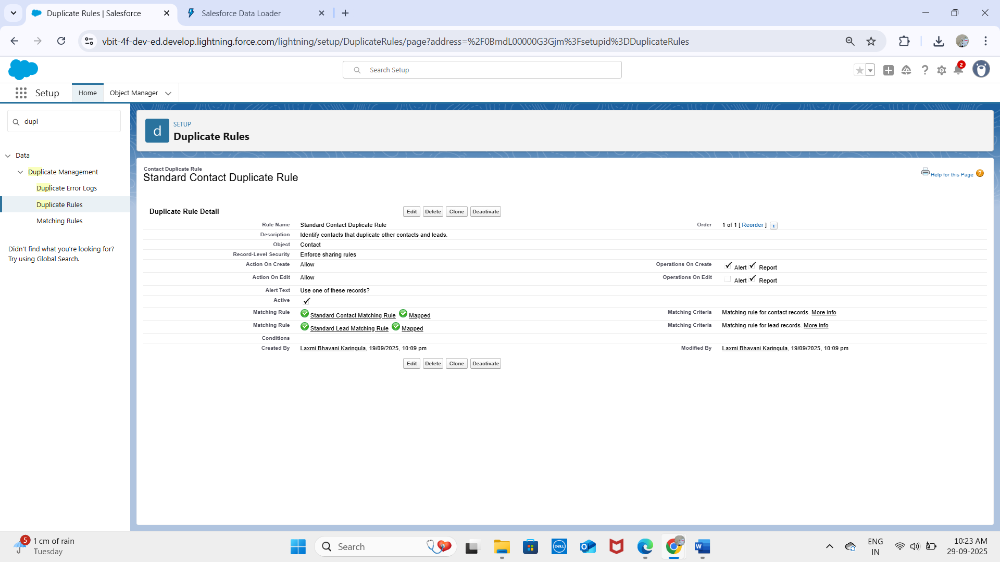 Duplicate Rules | Salesforce
Salesforce Data Loader
vbit-4f-dev-ed.develop.lightning.force.com/lightning/setup/DuplicateRules/page?address=%2F0BmdL00000G3Gjm%3Fsetupid%3DDuplicateRules
Search Setup
2
Setup
Home
Object Manager
dupl
Data
Duplicate Management
Duplicate Error Logs
Duplicate Rules
Matching Rules
Didn't find what you're looking for?
Try using Global Search.
d
SETUP
Duplicate Rules
Contact Duplicate Rule
Standard Contact Duplicate Rule
Help for this Page ?
Duplicate Rule Detail
Edit Delete Clone Deactivate
Rule Name Standard Contact Duplicate Rule Order 1 of 1 [ Reorder ] i
Description Identify contacts that duplicate other contacts and leads.
Object Contact
Record-Level Security Enforce sharing rules
Action On Create Allow Operations On Create Alert Report
Action On Edit Allow Operations On Edit Alert Report
Alert Text Use one of these records?
Active
Matching Rule Standard Contact Matching Rule Mapped Matching Criteria Matching rule for contact records. More info
Matching Rule Standard Lead Matching Rule Mapped Matching Criteria Matching rule for lead records. More info
Conditions
Created By Laxmi Bhavani Karingula, 19/09/2025, 10:09 pm Modified By Laxmi Bhavani Karingula, 19/09/2025, 10:09 pm
Edit Delete Clone Deactivate
5
1 cm of rain
Tuesday
Search
DELL
ENG
IN
10:23 AM
29-09-2025